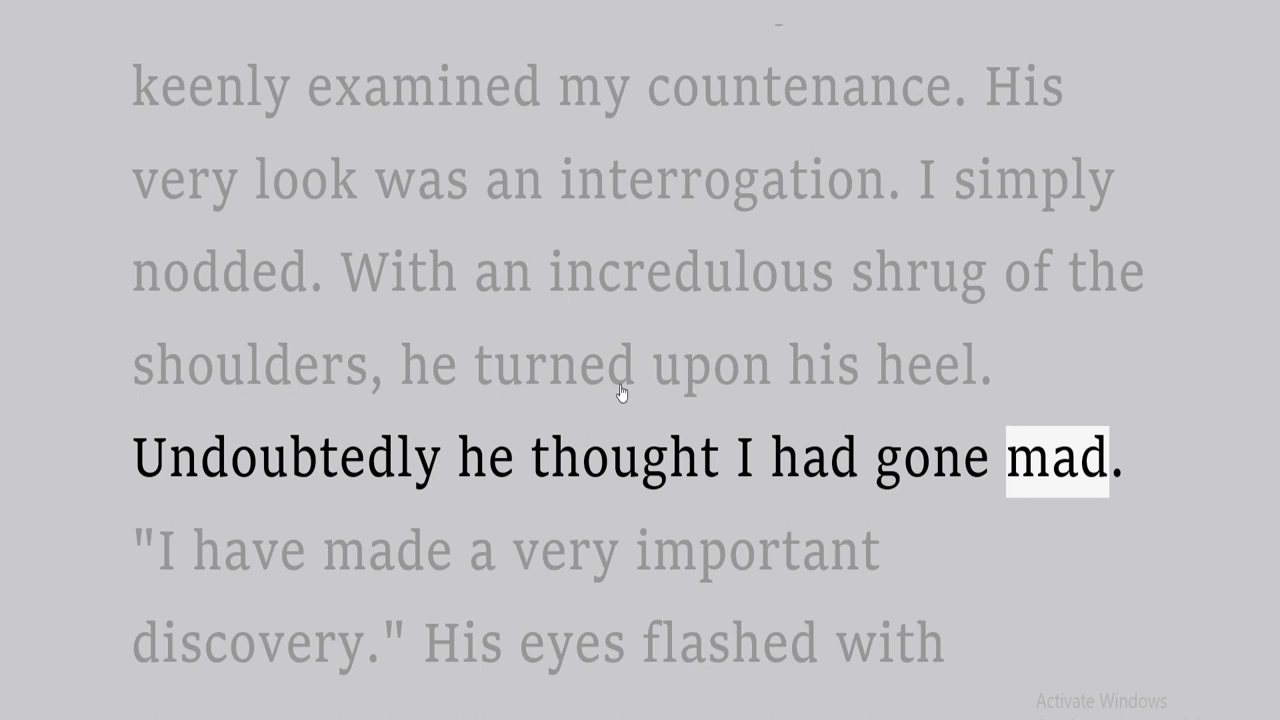 keenly examined my countenance. His
very look was an interrogation. I simply
nodded. With an incredulous shrug of the
shoulders, he turned upon his heel.
Undoubtedly he thought I had gone mad.
"I have made a very important
discovery." His eyes flashed with
Activate Windows